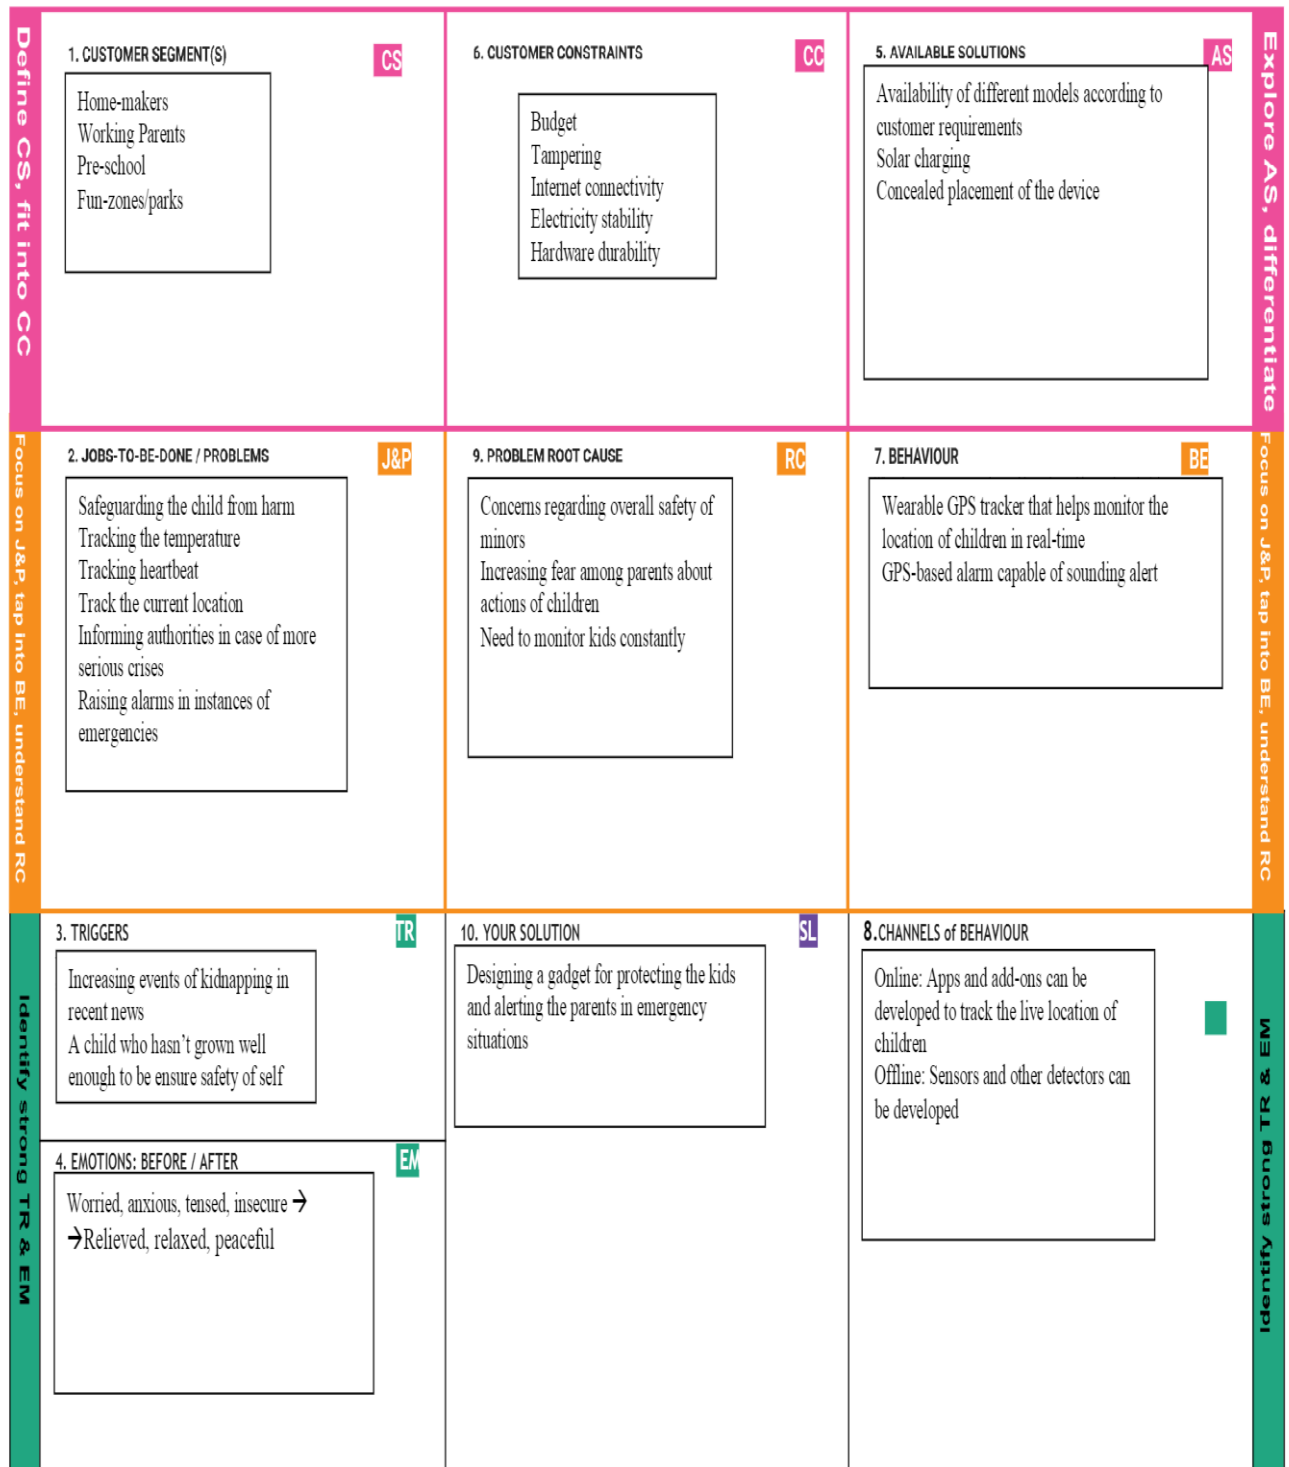 Define CS, fit into CC
1. CUSTOMER SEGMENT(S)
CS
Home-makers
Working Parents
Pre-school
Fun-zones/parks
6. CUSTOMER CONSTRAINTS
CC
Budget
Tampering
Internet connectivity
Electricity stability
Hardware durability
5. AVAILABLE SOLUTIONS
AS
Availability of different models according to
customer requirements
Solar charging
Concealed placement of the device
Explore AS, differentiate
Focus on J&P, tap into BE, understand RC
2. JOBS-TO-BE-DONE / PROBLEMS
J&P
Safeguarding the child from harm
Tracking the temperature
Tracking heartbeat
Track the current location
Informing authorities in case of more
serious crises
Raising alarms in instances of
emergencies
9. PROBLEM ROOT CAUSE
RC
Concerns regarding overall safety of
minors
Increasing fear among parents about
actions of children
Need to monitor kids constantly
7. BEHAVIOUR
BE
Wearable GPS tracker that helps monitor the
location of children in real-time
GPS-based alarm capable of sounding alert
Focus on J&P, tap into BE, understand RC
Identify strong TR & EM
3. TRIGGERS
TR
Increasing events of kidnapping in
recent news
A child who hasn't grown well
enough to be ensure safety of self
4. EMOTIONS: BEFORE / AFTER
EM
Worried, anxious, tensed, insecure →
→Relieved, relaxed, peaceful
10. YOUR SOLUTION
SL
Designing a gadget for protecting the kids
and alerting the parents in emergency
situations
8.CHANNELS of BEHAVIOUR
Online: Apps and add-ons can be
developed to track the live location of
children
Offline: Sensors and other detectors can
be developed
Identify strong TR & EM